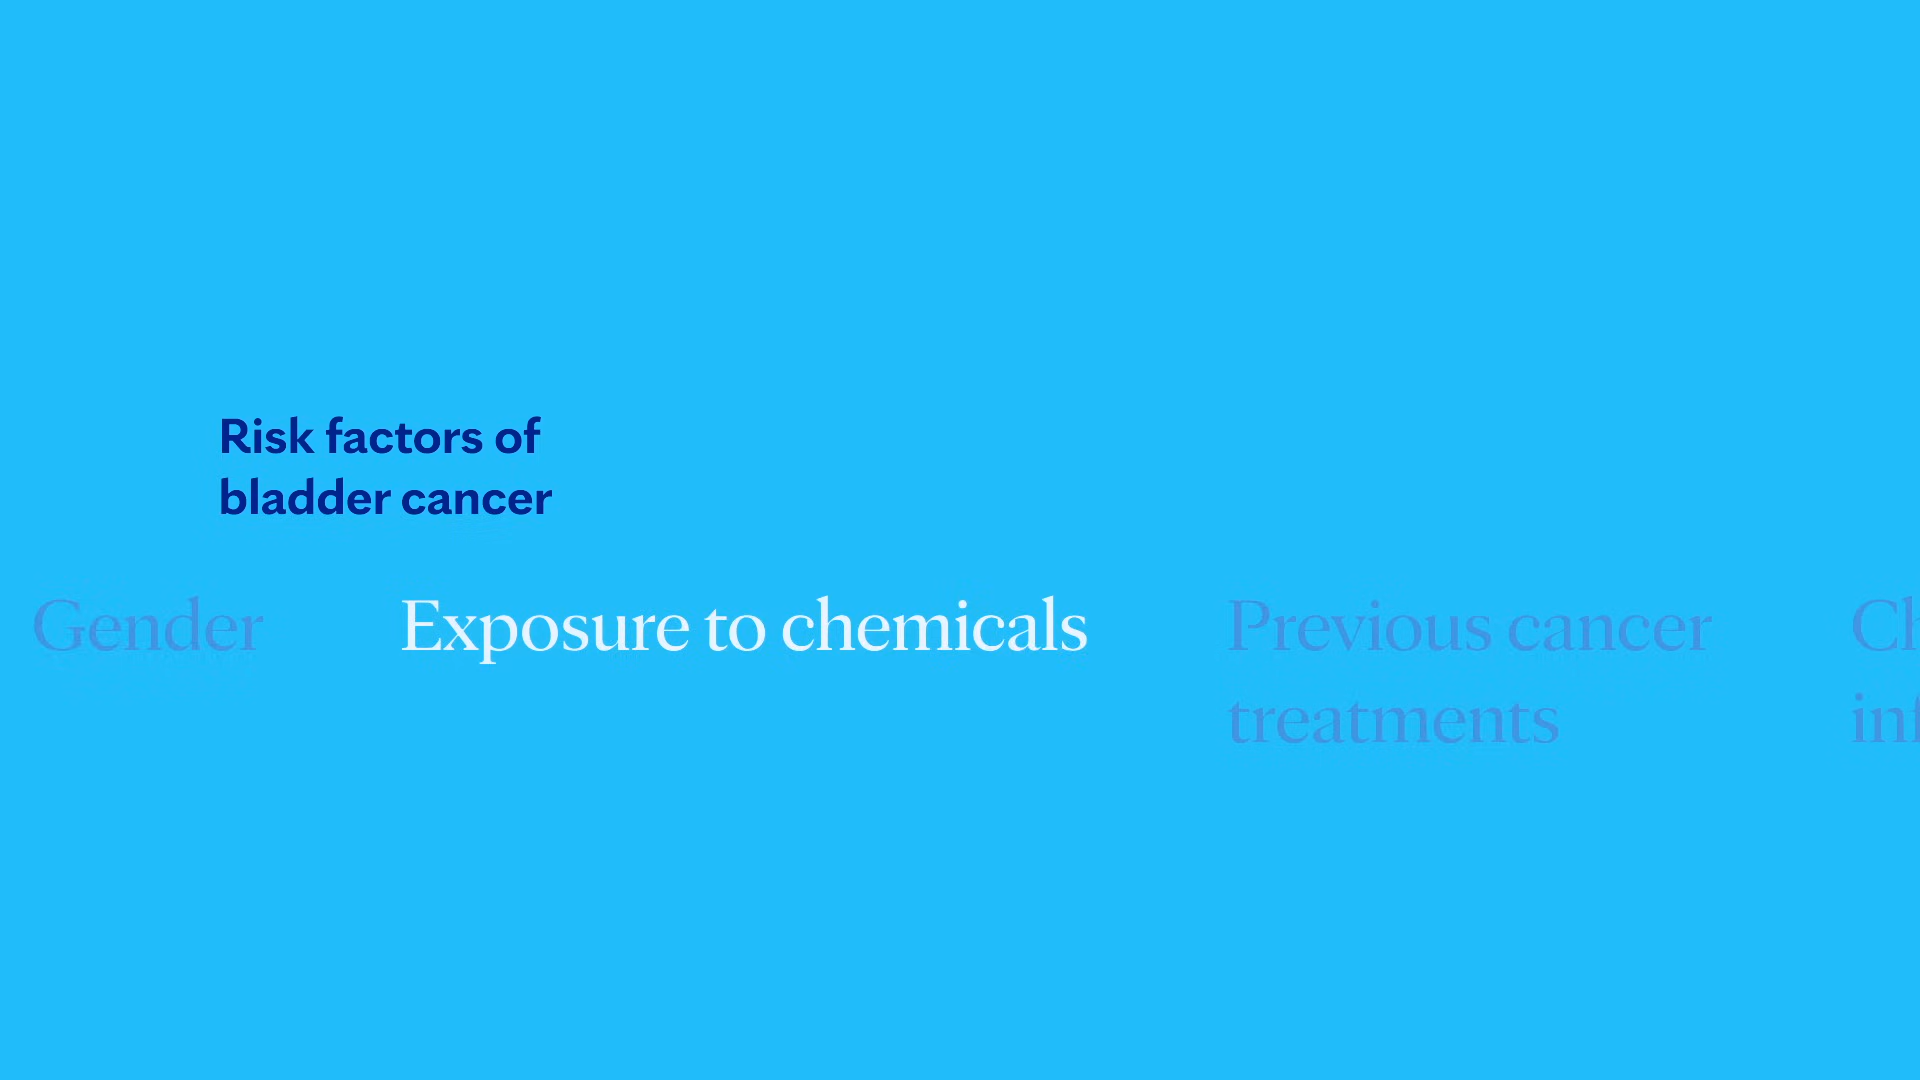 Risk factors of
bladder cancer
Gender
Exposure to chemicals
Previous cancer
treatments